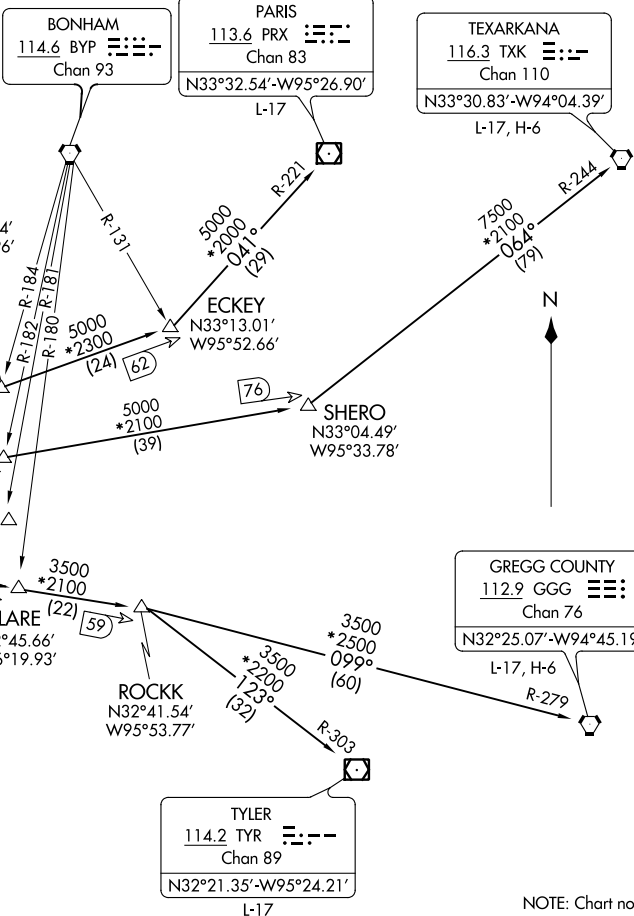 BONHAM
114.6 BYP
Chan 93
PARIS
113.6 PRX
Chan 83
N33°32.54'-W95°26.90'
L-17
TEXARKANA
116.3 TXK
Chan 110
N33°30.83'-W94°04.39'
L-17, H-6
R-221
R-244
R-131
5000
*2000
041°
(29)
7500
*2100
064°
(79)
4'
6'
R-184
R-181
R-182
R-180
5000
*2300
(24)
62
ECKEY
N33°13.01'
W95°52.66'
N
76
5000
*2100
(39)
SHERO
N33°04.49'
W95°33.78'
3500
*2100
(22)
59
LARE
2°45.66'
6°19.93'
ROCKK
N32°41.54'
W95°53.77'
3500
*2500
099°
(60)
3500
*2200
123°
(32)
R-303
R-279
GREGG COUNTY
112.9 GGG
Chan 76
N32°25.07'-W94°45.19
L-17, H-6
TYLER
114.2 TYR
Chan 89
N32°21.35'-W95°24.21'
L-17
NOTE: Chart no